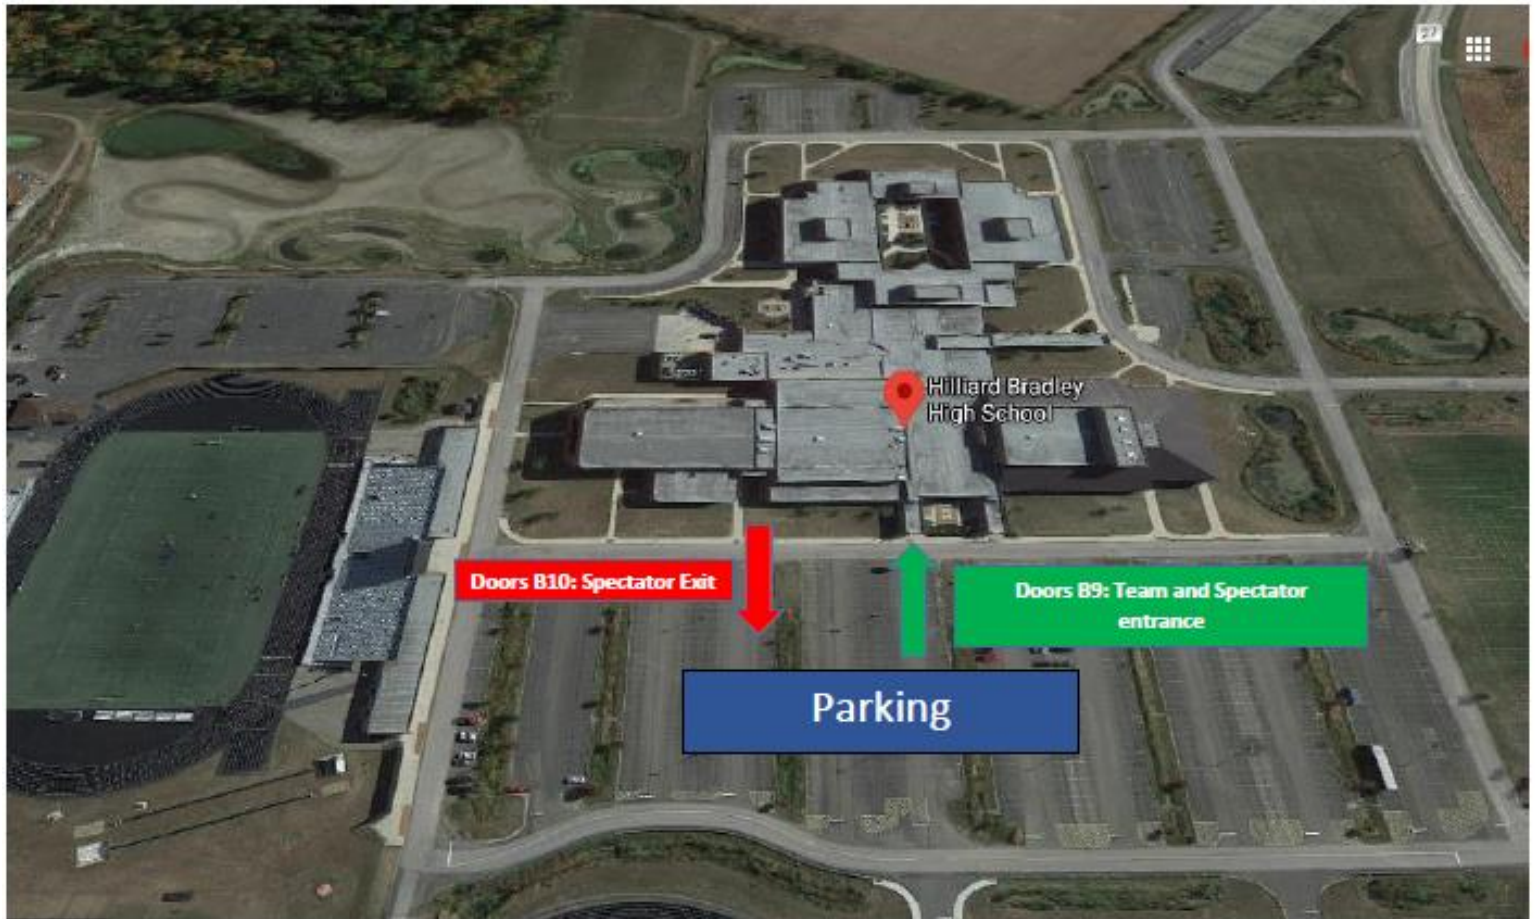 Hilliard Bradley
High School
Doors B10: Spectator Exit
Doors B9: Team and Spectator
entrance
Parking